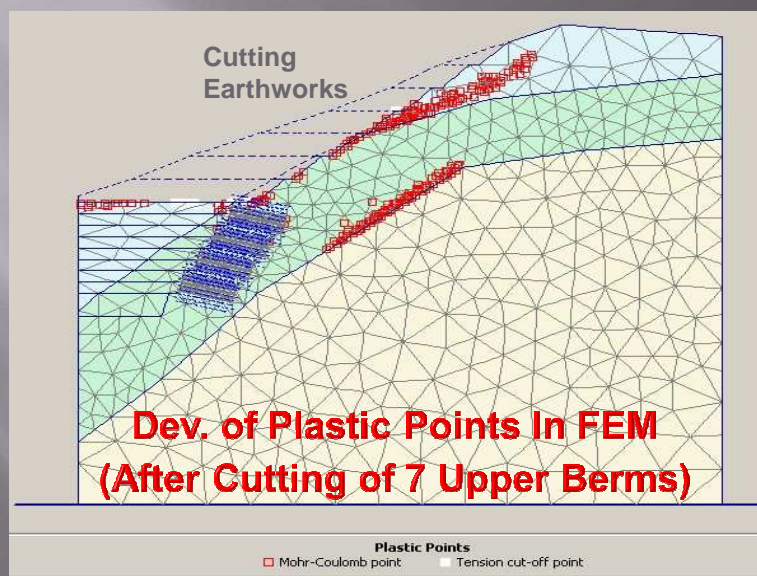 Cutting
Earthworks
Dev. of Plastic Points In FEM
(After Cutting of 7 Upper Berms)
Plastic Points
Mohr-Coulomb point Tension cut-off point